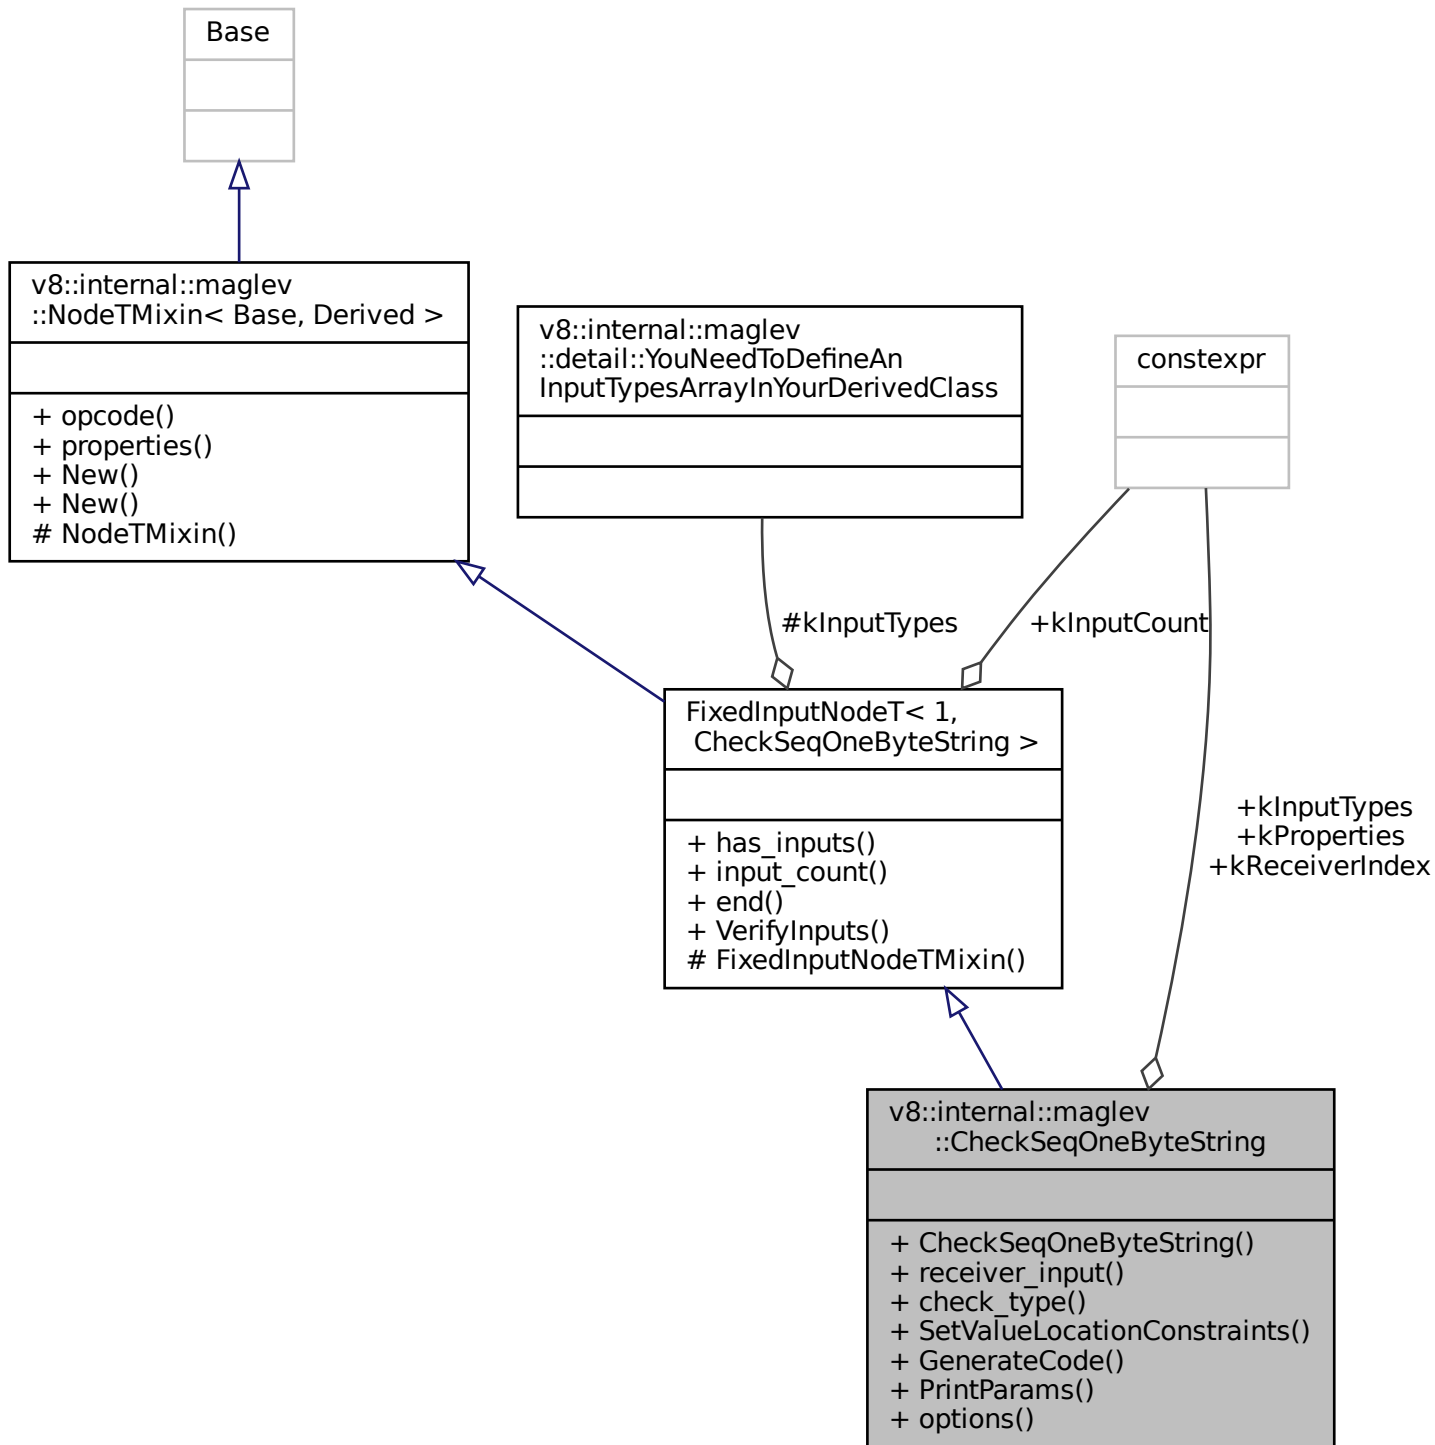 Base
v8::internal::maglev
::NodeTMixin< Base, Derived >
+ opcode()
+ properties()
+ New()
+ New()
# NodeTMixin()
v8::internal::maglev
::detail::YouNeedToDefineAn
InputTypesArrayInYourDerivedClass
constexpr
#kInputTypes
+kInputCount
FixedInputNodeT< 1,
CheckSeqOneByteString >
+ has_inputs()
+ input_count()
+ end()
+ VerifyInputs()
# FixedInputNodeTMixin()
+kInputTypes
+kProperties
+kReceiverIndex
v8::internal::maglev
::CheckSeqOneByteString
+ CheckSeqOneByteString()
+ receiver_input()
+ check_type()
+ SetValueLocationConstraints()
+ GenerateCode()
+ PrintParams()
+ options()